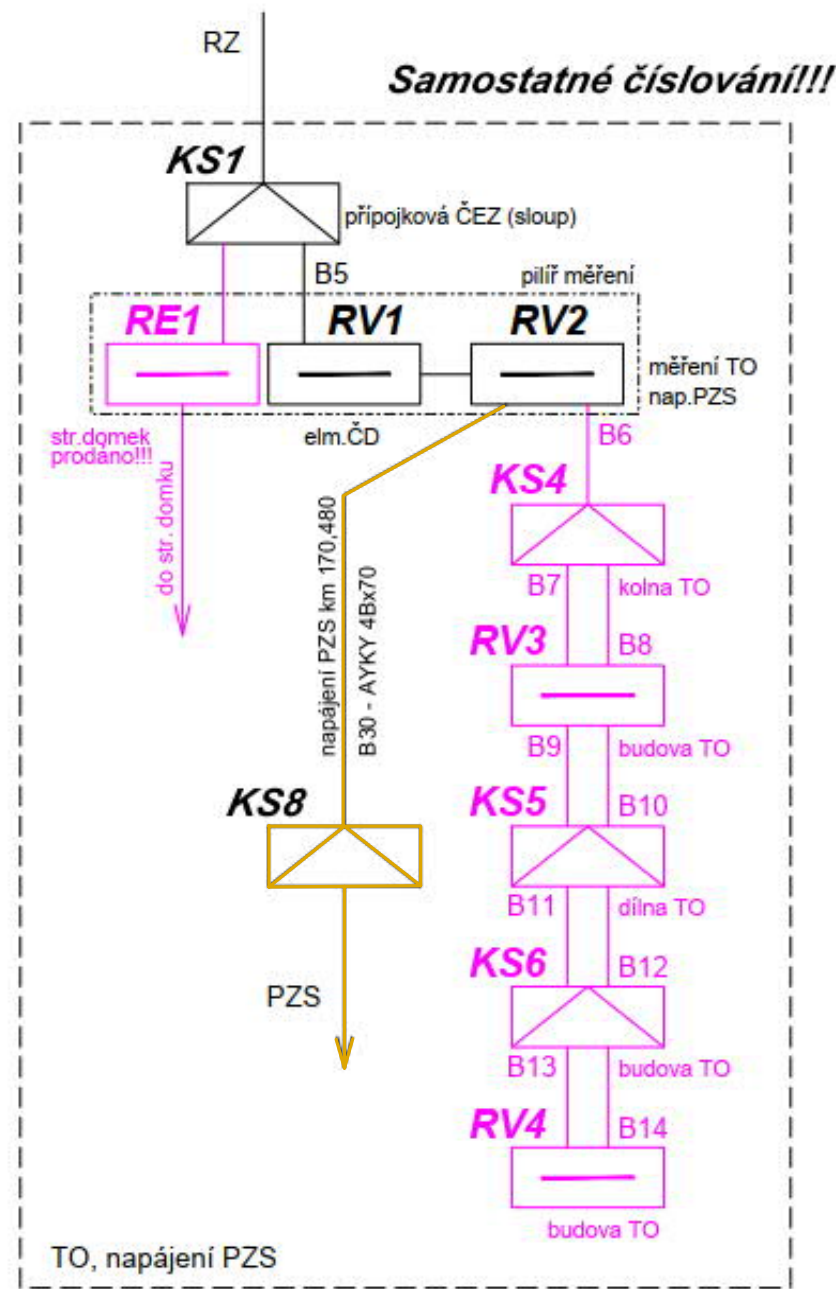 RZ
Samostatné číslování!!!
KS1
přípojková ČEZ (sloup)
B5
pilíř měření
RE1
RV1
RV2
měření TO
nap.PZS
str.domek
prodáno!!!
elm.ČD
B6
do str. domku
KS4
napájení PZS km 170,480
B30 - AYKY 4Bx70
B7
kolna TO
RV3
B8
B9
budova TO
KS8
KS5
B10
B11
dílna TO
KS6
B12
PZS
B13
budova TO
RV4
B14
budova TO
TO, napájení PZS